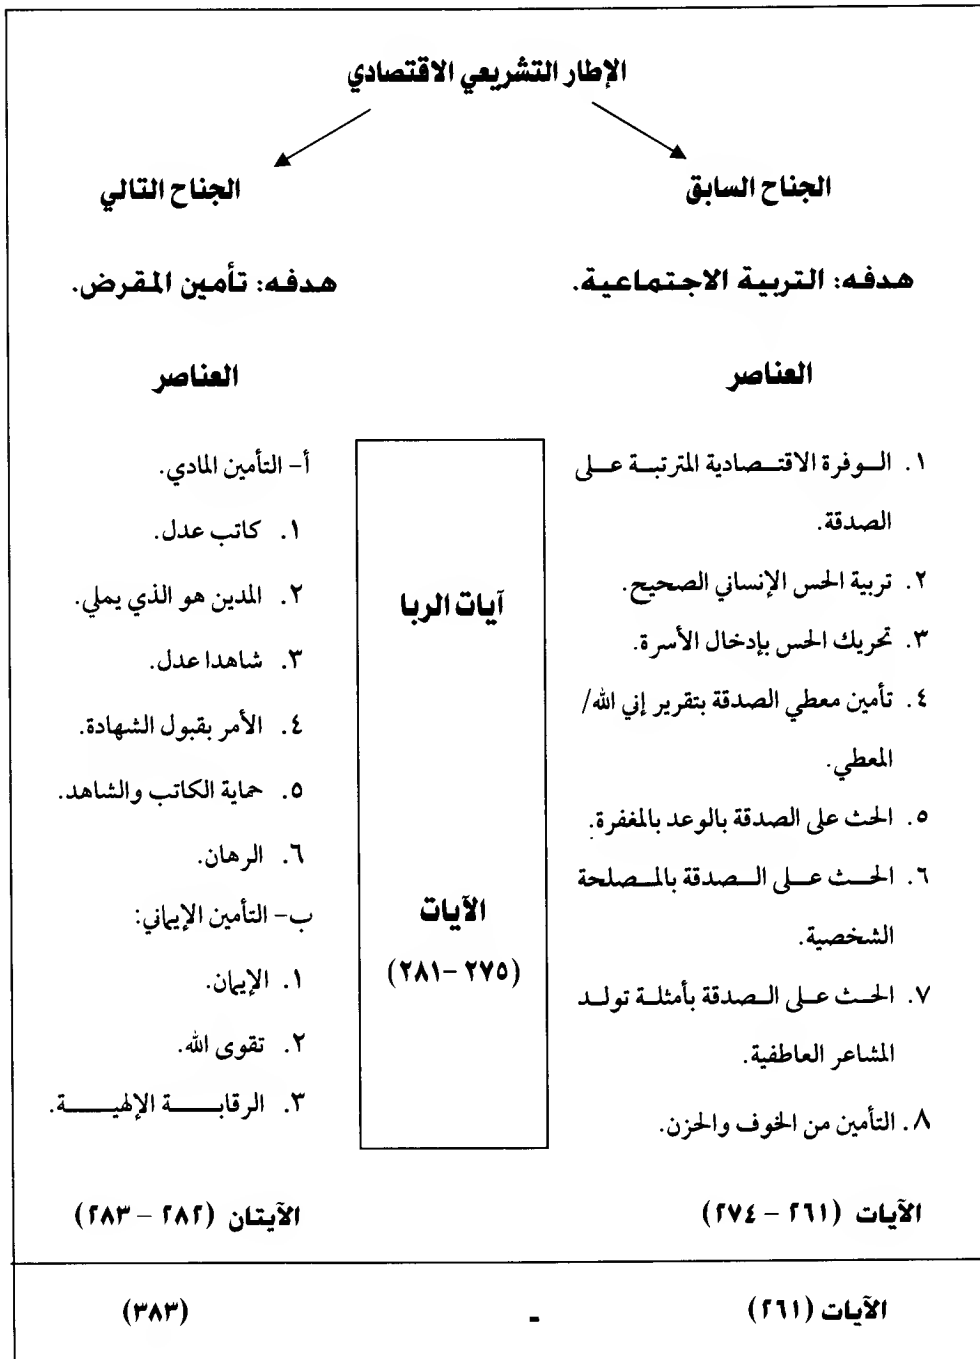 الإطار التشريعي الاقتصادي
الجناح السابق
هدفه: التربية الاجتماعية.
العناصر
١. الوفرة الاقتصادية المترتبة على
الصدقة.
٢. تربية الحس الإنساني الصحيح.
٣. تحريك الحس بإدخال الأسرة.
٤. تأمين معطي الصدقة بتقرير إني الله/
المعطي.
٥. الحث على الصدقة بالوعد بالمغفرة.
٦. الحث على الصدقة بالمصلحة
الشخصية.
٧. الحث على الصدقة بأمثلة تولد
المشاعر العاطفية.
٨. التأمين من الخوف والحزن.
الآيات (٢٦١ – ٢٧٤)
آيات الربا
الآيات
(٢٧٥– ٢٨١)
الجناح التالي
هدفه: تأمين المقرض.
العناصر
أ– التأمين المادي.
١. كاتب عدل.
٢. المدين هو الذي يملي.
٣. شاهدا عدل.
٤. الأمر بقبول الشهادة.
٥. حماية الكاتب والشاهد.
٦. الرهان.
ب– التأمين الإيماني:
١. الإيمان.
٢. تقوى الله.
٣. الرقابة الإلهية.
الآيتان (٢٨٢ – ٢٨٣)
الآيات (٢٦١) - (٣٨٣)